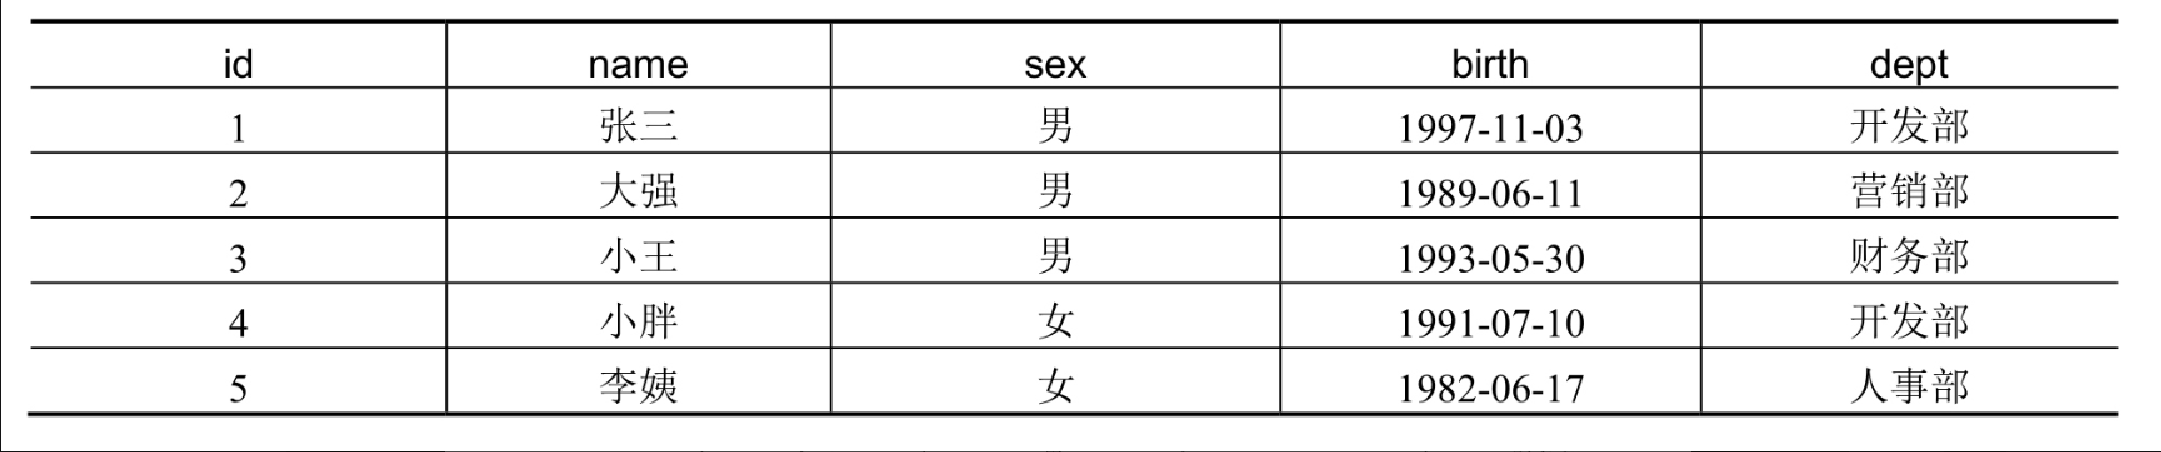 id name sex birth dept
1 张三 男 1997-11-03 开发部
2 大强 男 1989-06-11 营销部
3 小王 男 1993-05-30 财务部
4 小胖 女 1991-07-10 开发部
5 李姨 女 1982-06-17 人事部